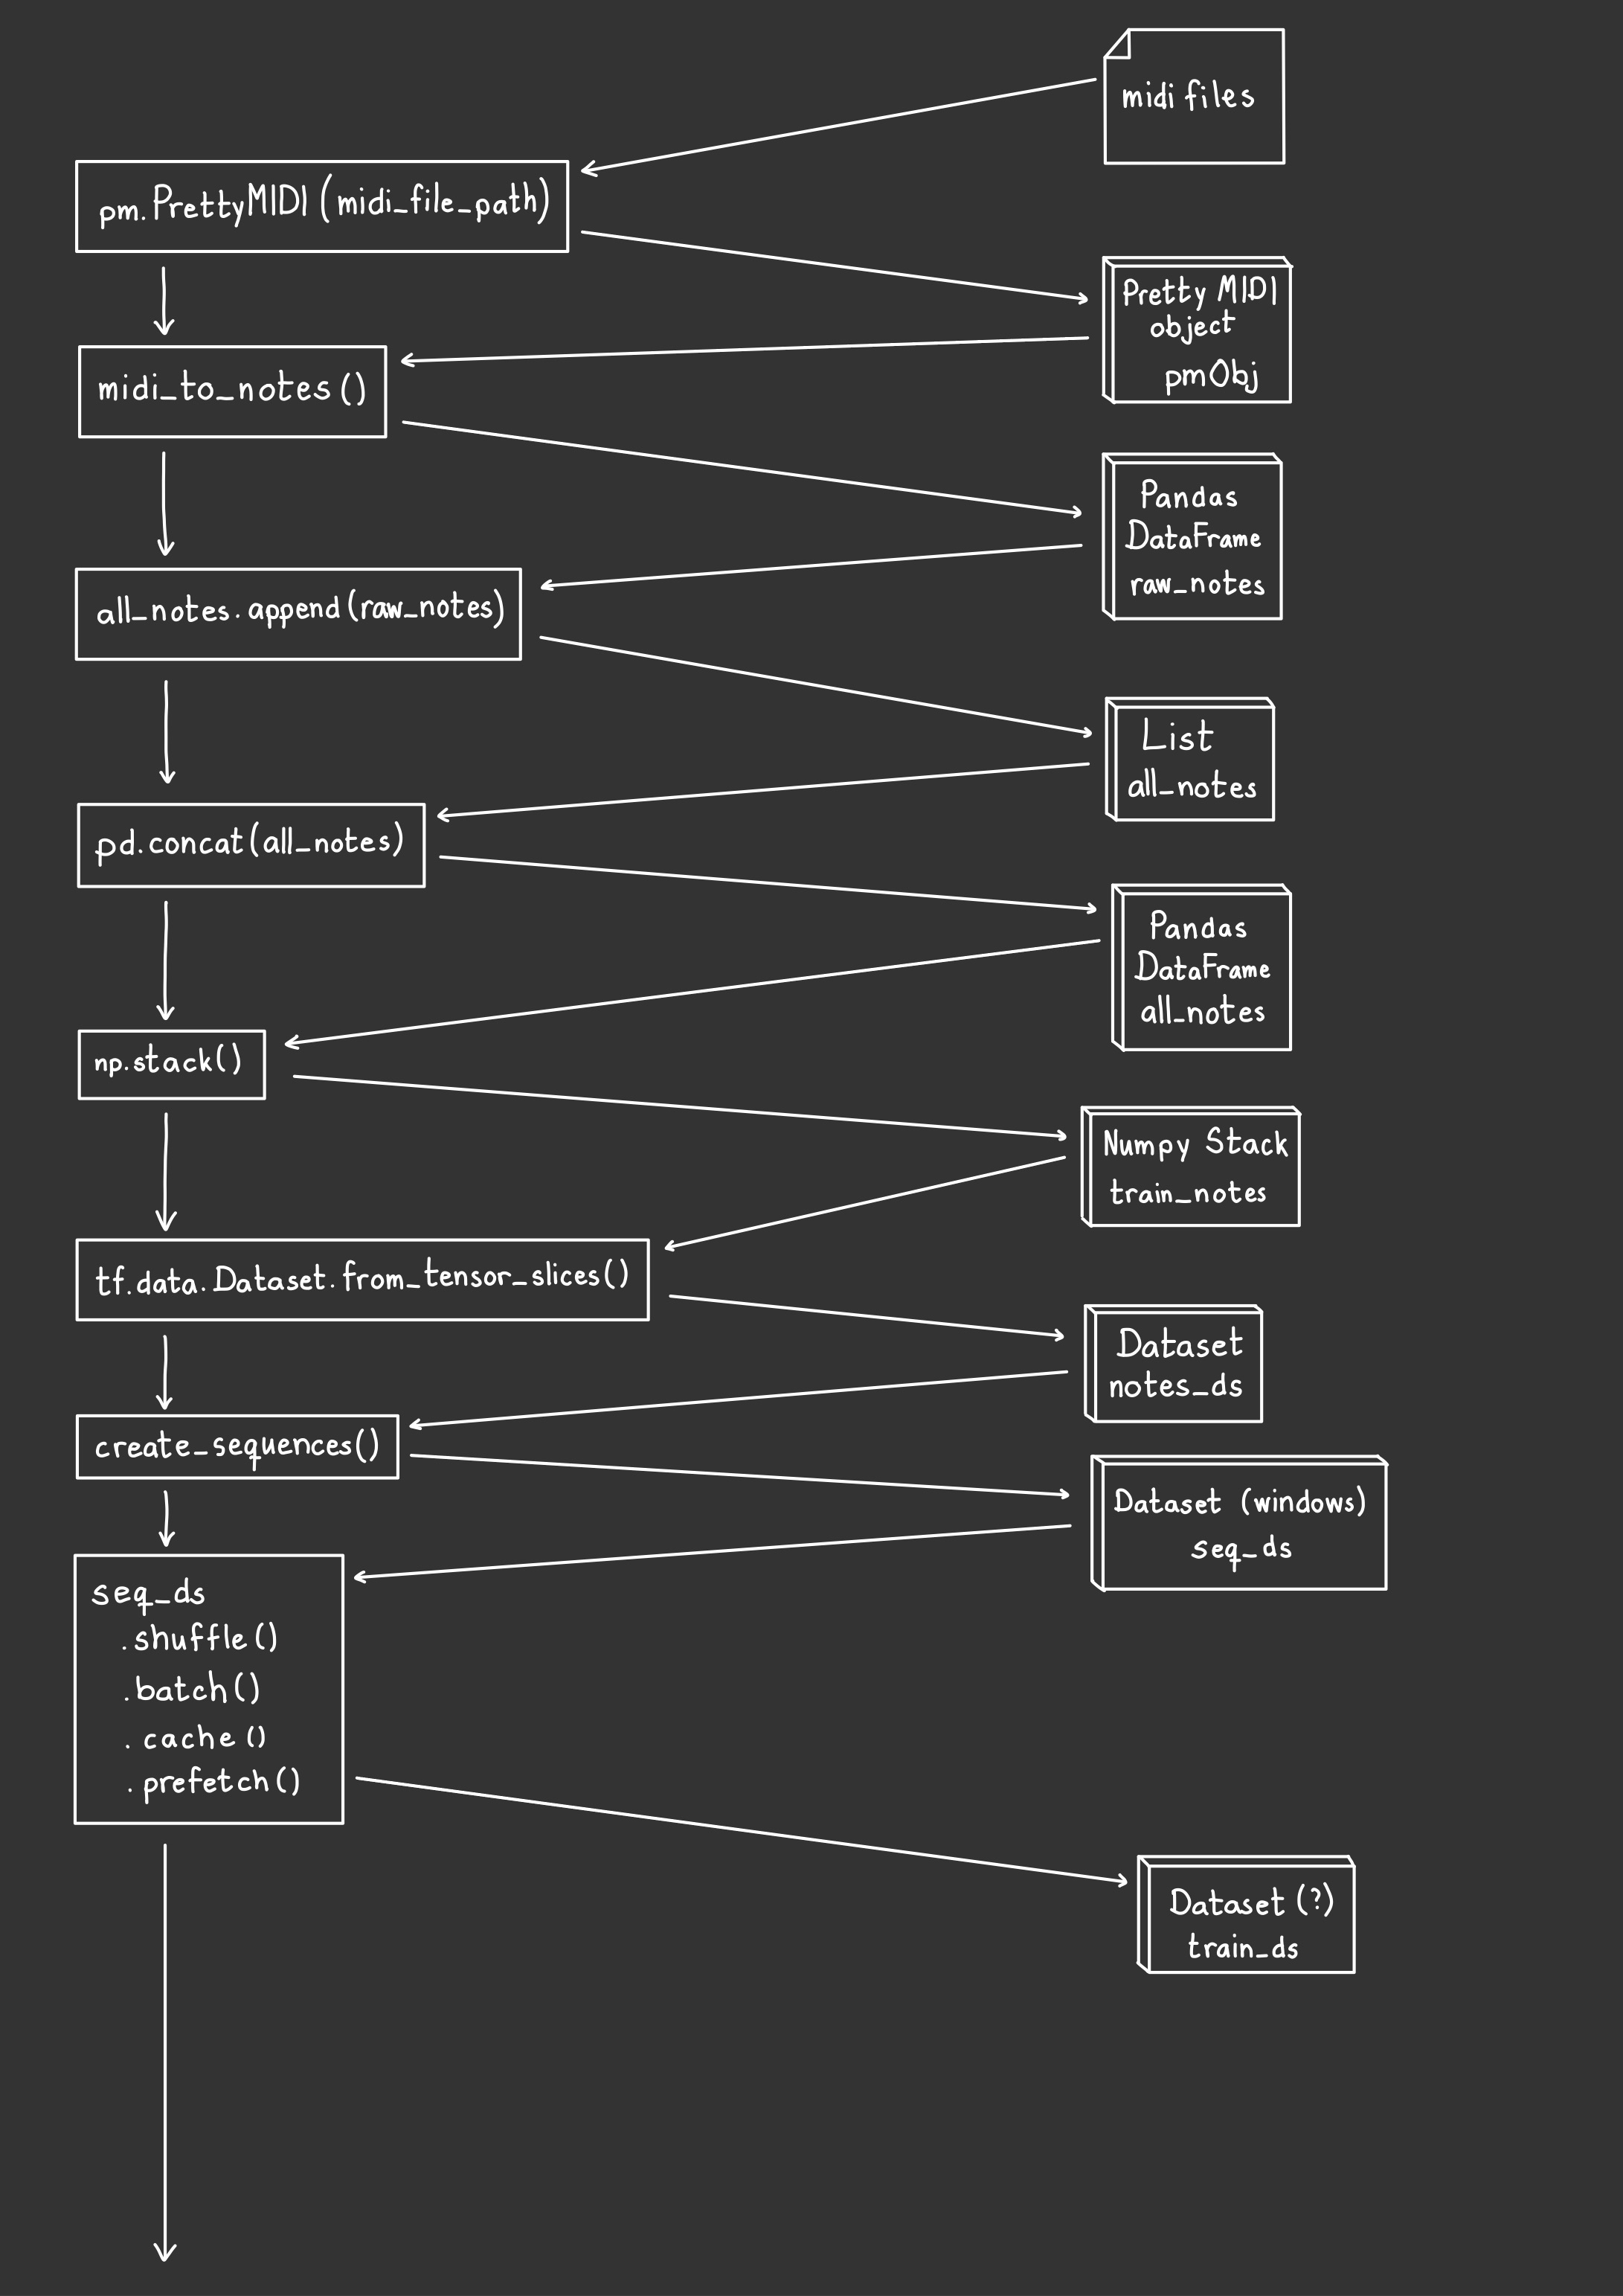 midi files
pm.PrettyMIDI(midi_file_path)
Pretty MIDI
object
pmObj
midi_to_notes()
Pandas
DataFrame
raw_notes
all_notes.append(raw_notes)
List
all_notes
pd.concat(all_notes)
Pandas
DataFrame
all_notes
np.stack()
Numpy Stack
train_notes
tf.data.Dataset.from_tensor_slices()
Dataset
notes_ds
create_sequences()
Dataset (windows)
seq_ds
seq_ds
.shuffle()
.batch()
.cache()
.prefetch()
Dataset(?)
train_ds